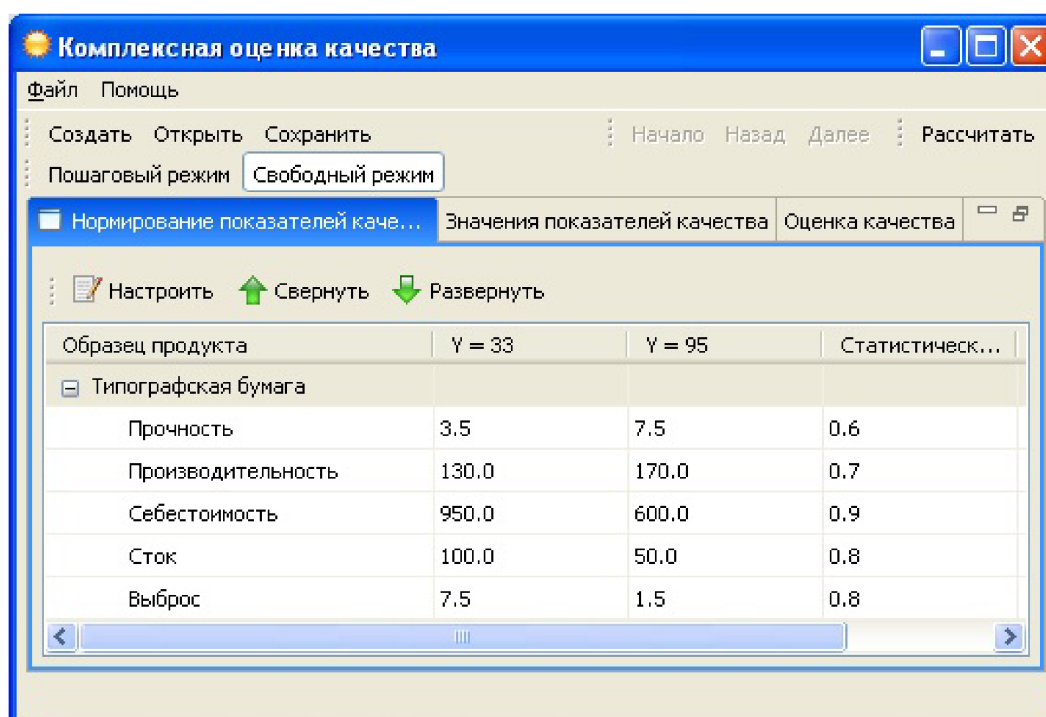 Комплексная оценка качества
Файл Помощь
Создать Открыть Сохранить Начало Назад Далее Рассчитать
Пошаговый режим Свободный режим
Нормирование показателей каче... Значения показателей качества Оценка качества
Настроить Свернуть Развернуть
Образец продукта Y = 33 Y = 95 Статистическ...
Типографская бумага
Прочность 3.5 7.5 0.6
Производительность 130.0 170.0 0.7
Себестоимость 950.0 600.0 0.9
Сток 100.0 50.0 0.8
Выброс 7.5 1.5 0.8